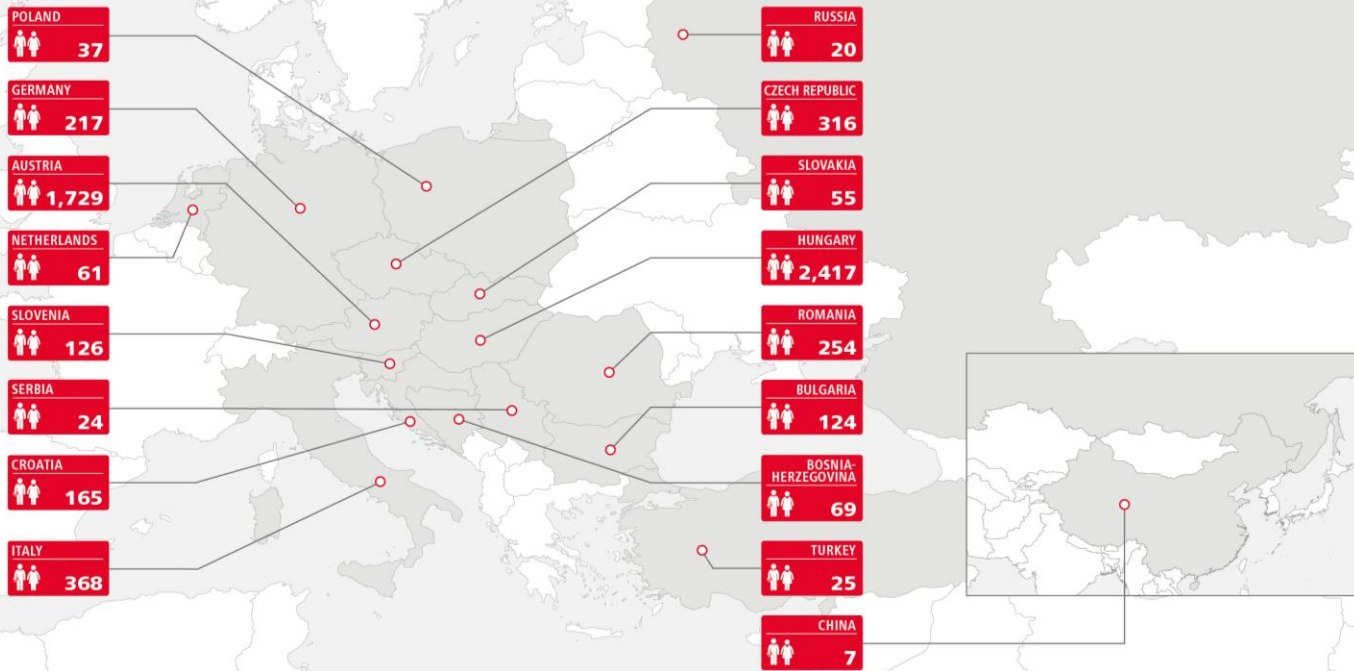 POLAND
37
GERMANY
217
AUSTRIA
1,729
NETHERLANDS
61
SLOVENIA
126
SERBIA
24
CROATIA
165
ITALY
368
RUSSIA
20
CZECH REPUBLIC
316
SLOVAKIA
55
HUNGARY
2,417
ROMANIA
254
BULGARIA
124
BOSNIA-
HERZEGOVINA
69
TURKEY
25
CHINA
7